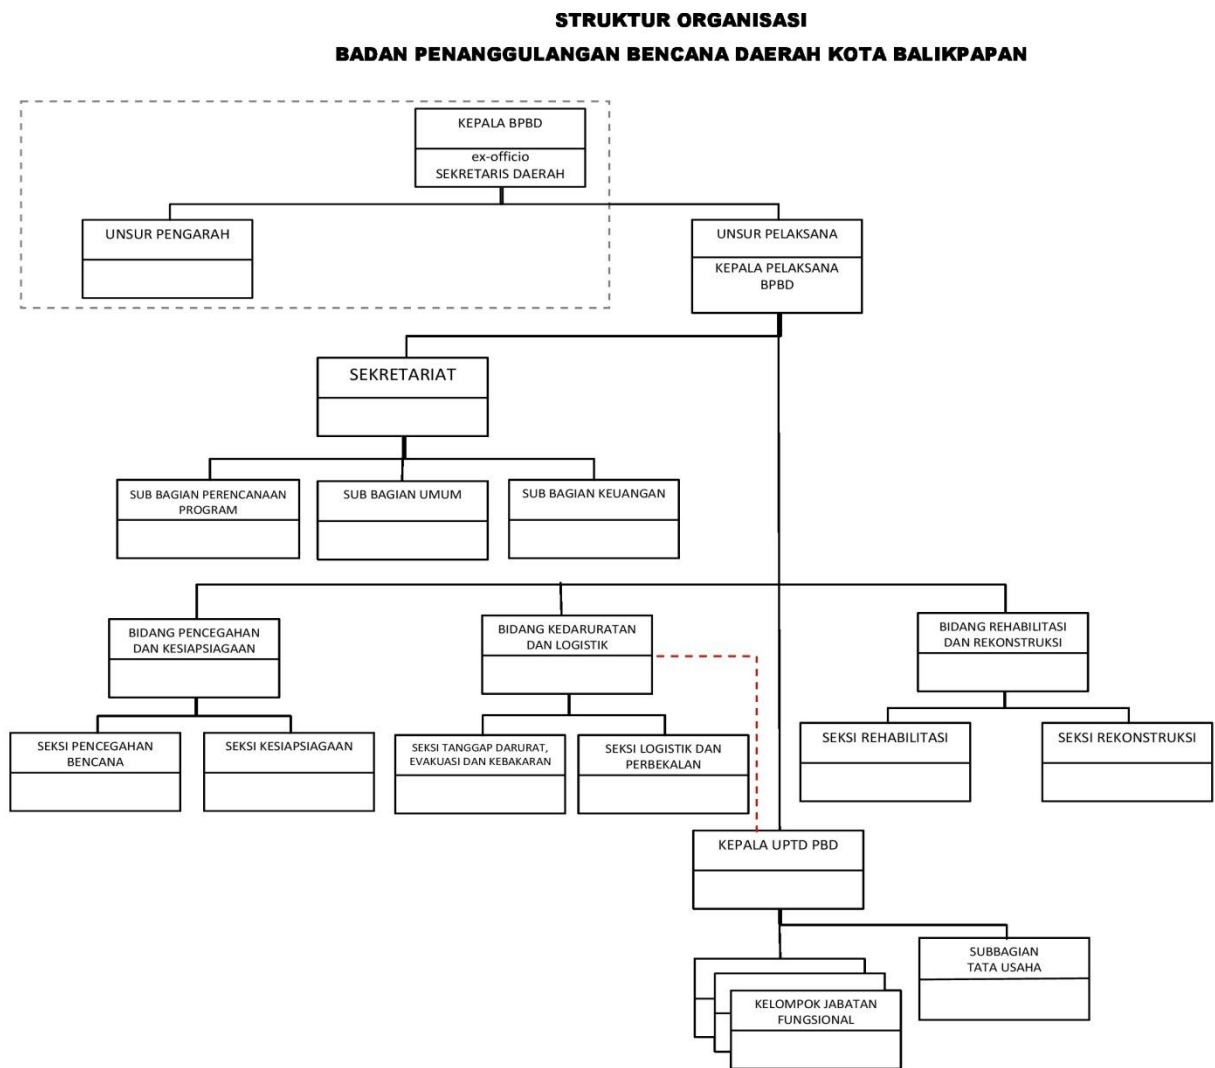 STRUKTUR ORGANISASI
BADAN PENANGGULANGAN BENCANA DAERAH KOTA BALIKPAPAN
KEPALA BPBD
ex-officio
SEKRETARIS DAERAH
UNSUR PENGARAH
UNSUR PELAKSANA
KEPALA PELAKSANA
BPBD
SEKRETARIAT
SUB BAGIAN PERENCANAAN
PROGRAM
SUB BAGIAN UMUM
SUB BAGIAN KEUANGAN
BIDANG PENCEGAHAN
DAN KESIAPSIAGAAN
BIDANG KEDARURATAN
DAN LOGISTIK
BIDANG REHABILITASI
DAN REKONSTRUKSI
SEKSI PENCEGAHAN
BENCANA
SEKSI KESIAPSIAGAAN
SEKSI TANGGAP DARURAT,
EVAKUASI DAN KEBAKARAN
SEKSI LOGISTIK DAN
PERBEKALAN
SEKSI REHABILITASI
SEKSI REKONSTRUKSI
KEPALA UPTD PBD
SUBBAGIAN
TATA USAHA
KELOMPOK JABATAN
FUNGSIONAL